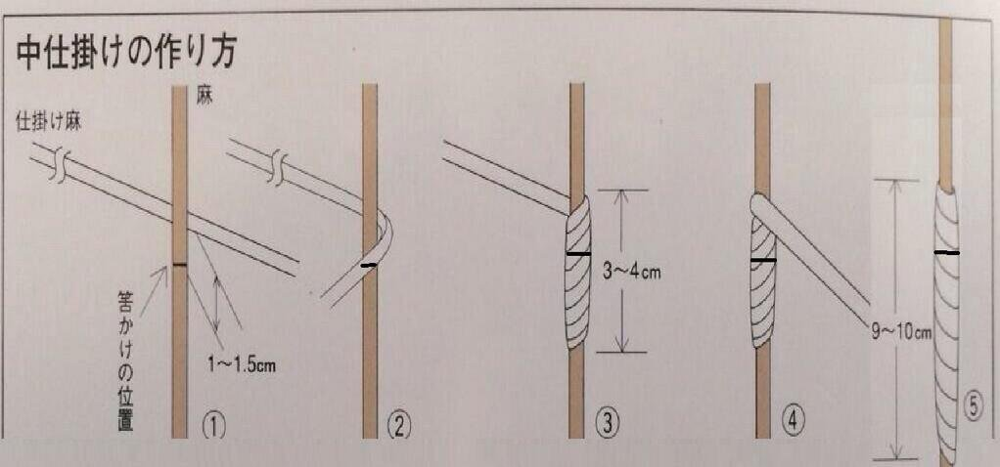 中仕掛けの作り方
麻
仕掛け麻
筈かけの位置
1～1.5cm
①
②
3～4cm
③
④
9～10cm
⑤